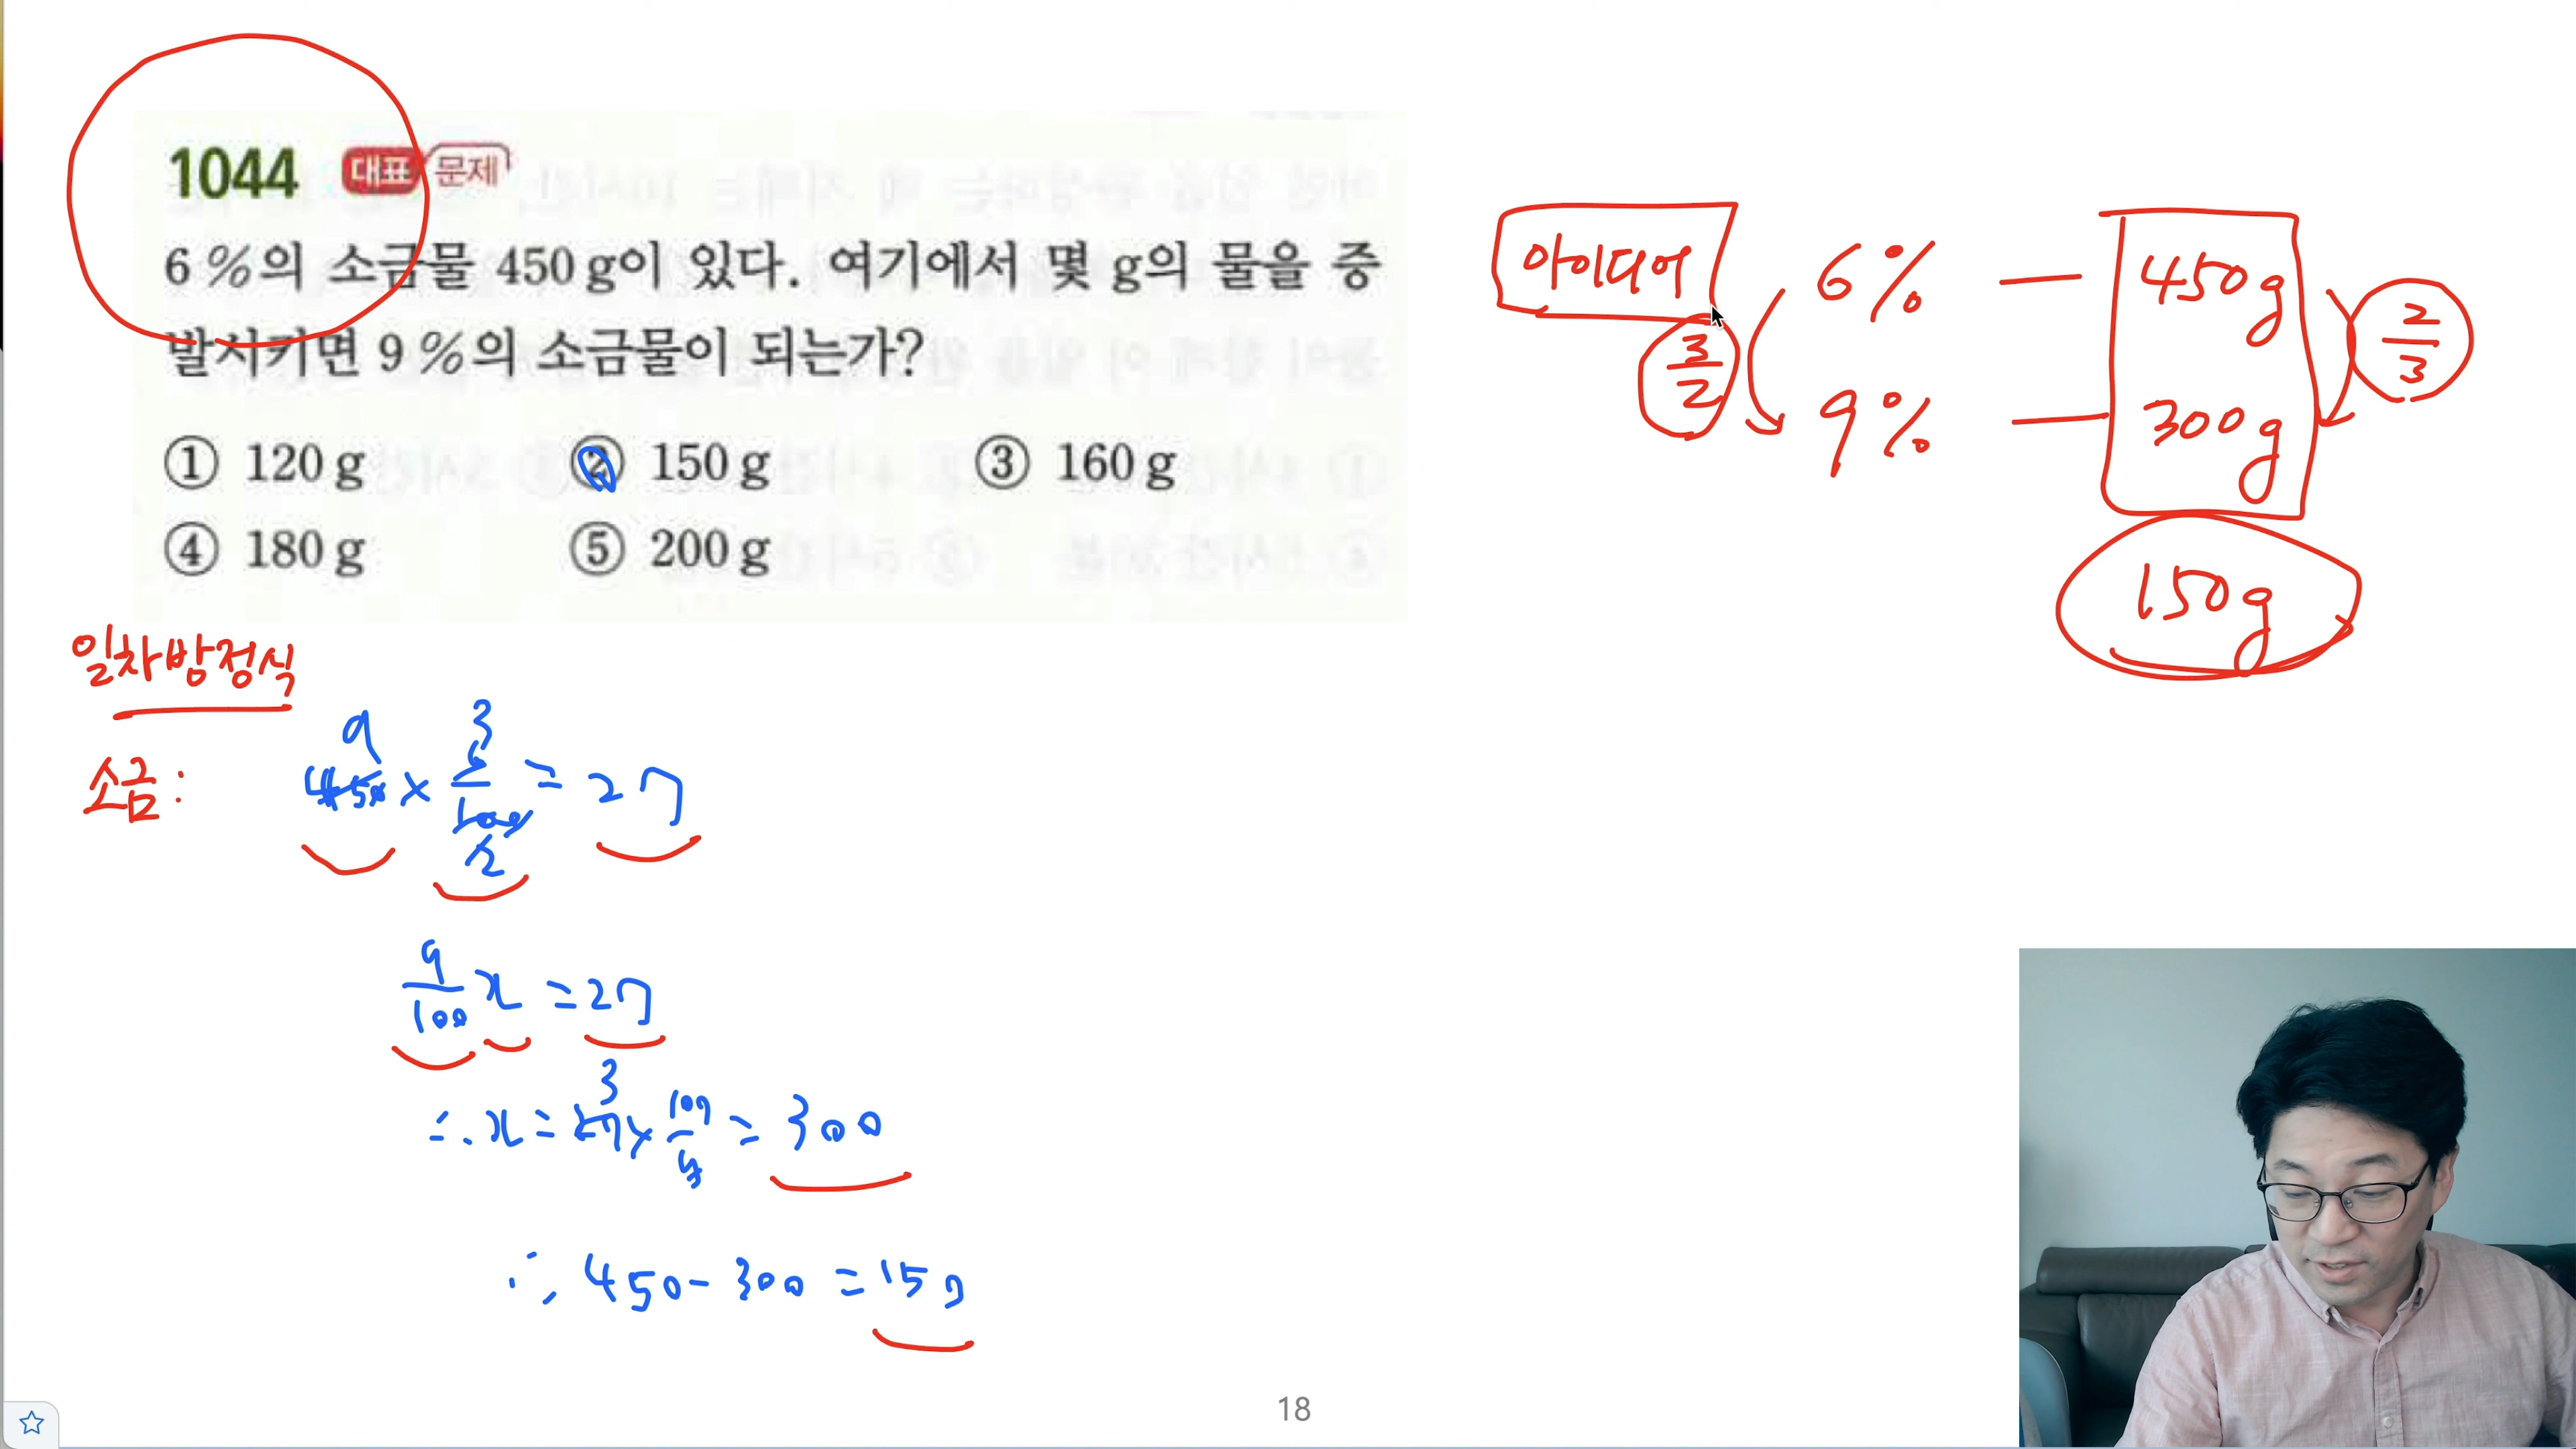 1044 대표 문제
6 %의 소금물 450 g이 있다. 여기에서 몇 g의 물을 증
발시키면 9 %의 소금물이 되는가?
① 120 g ② 150 g ③ 160 g
④ 180 g ⑤ 200 g
아이디어
6% — 450g
3/2
2/3
9% — 300g
150g
일차방정식
9 3
소금: 450 × 6/100 = 27
2
9/100 x = 27
3
∴ x = 27 × 100/9 = 300
∴ 450 - 300 = 150
18